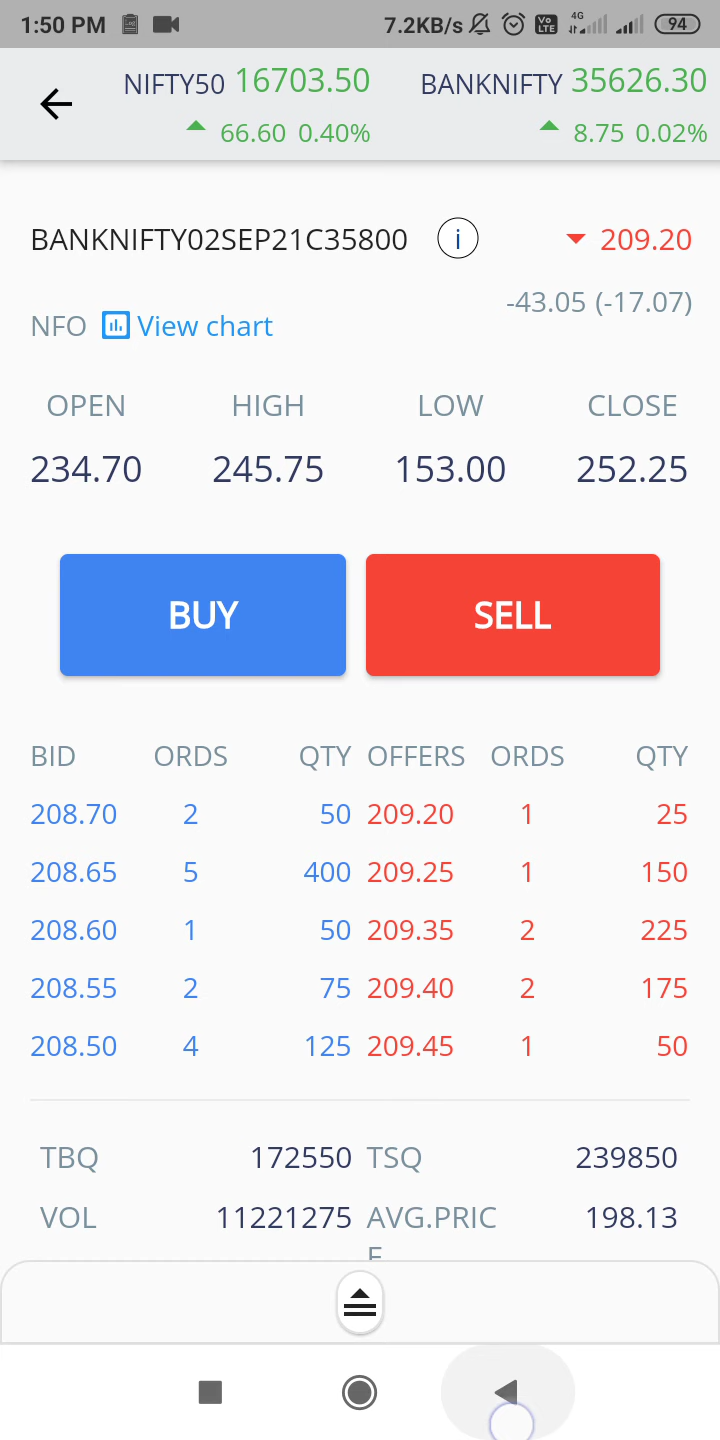 1:50 PM 7.2KB/s Vo LTE 4G 94
NIFTY50 16703.50 BANKNIFTY 35626.30
66.60 0.40% 8.75 0.02%
BANKNIFTY02SEP21C35800 i 209.20
-43.05 (-17.07)
NFO View chart
OPEN HIGH LOW CLOSE
234.70 245.75 153.00 252.25
BUY SELL
BID ORDS QTY OFFERS ORDS QTY
208.70 2 50 209.20 1 25
208.65 5 400 209.25 1 150
208.60 1 50 209.35 2 225
208.55 2 75 209.40 2 175
208.50 4 125 209.45 1 50
TBQ 172550 TSQ 239850
VOL 11221275 AVG.PRIC 198.13
E